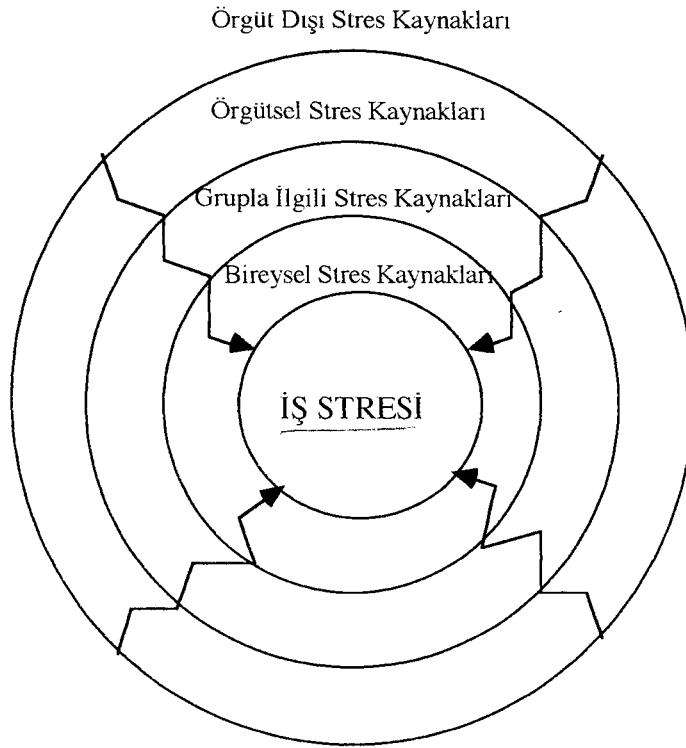 Örgüt Dışı Stres Kaynakları
Örgütsel Stres Kaynakları
Grupla İlgili Stres Kaynakları
Bireysel Stres Kaynakları
İŞ STRESİ